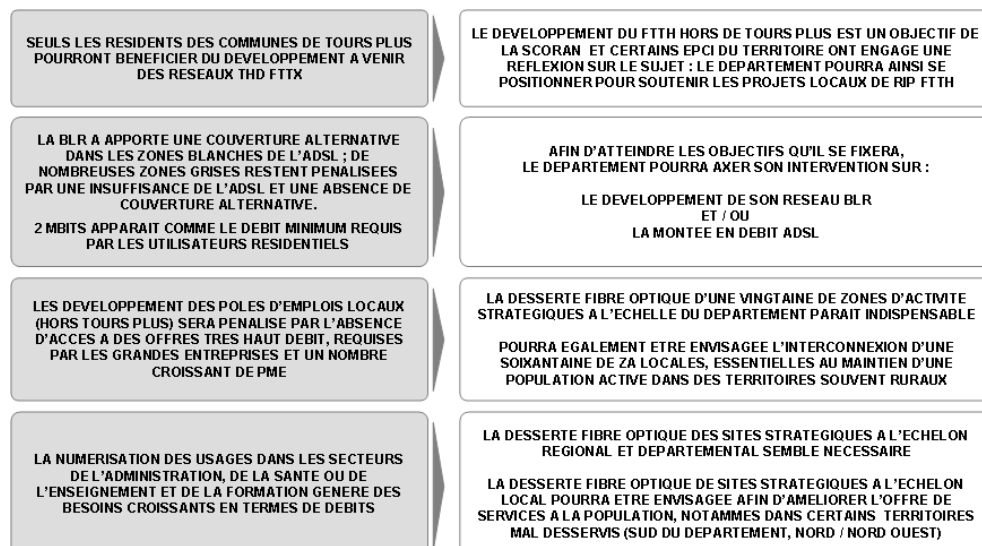 SEULS LES RESIDENTS DES COMMUNES DE TOURS PLUS
POURRONT BENEFICIER DU DEVELOPPEMENT A VENIR
DES RESEAUX THD FTTX
LE DEVELOPPEMENT DU FTTH HORS DE TOURS PLUS EST UN OBJECTIF DE
LA SCORAN ET CERTAINS EPCI DU TERRITOIRE ONT ENGAGE UNE
REFLEXION SUR LE SUJET : LE DEPARTEMENT POURRA AINSI SE
POSITIONNER POUR SOUTENIR LES PROJETS LOCAUX DE RIP FTTH
LA BLR A APPORTE UNE COUVERTURE ALTERNATIVE
DANS LES ZONES BLANCHES DE L'ADSL ; DE
NOMBREUSES ZONES GRISES RESTENT PENALISEES
PAR UNE INSUFFISANCE DE L'ADSL ET UNE ABSENCE DE
COUVERTURE ALTERNATIVE.
2 MBITS APPARAIT COMME LE DEBIT MINIMUM REQUIS
PAR LES UTILISATEURS RESIDENTIELS
AFIN D'ATTEINDRE LES OBJECTIFS QU'IL SE FIXERA,
LE DEPARTEMENT POURRA AXER SON INTERVENTION SUR :
LE DEVELOPPEMENT DE SON RESEAU BLR
ET / OU
LA MONTEE EN DEBIT ADSL
LES DEVELOPPEMENT DES POLES D'EMPLOIS LOCAUX
(HORS TOURS PLUS) SERA PENALISE PAR L'ABSENCE
D'ACCES A DES OFFRES TRES HAUT DEBIT, REQUISES
PAR LES GRANDES ENTREPRISES ET UN NOMBRE
CROISSANT DE PME
LA DESSERTE FIBRE OPTIQUE D'UNE VINGTAINE DE ZONES D'ACTIVITE
STRATEGIQUES A L'ECHELLE DU DEPARTEMENT PARAIT INDISPENSABLE
POURRA EGALEMENT ETRE ENVISAGEE L'INTERCONNEXION D'UNE
SOIXANTAINE DE ZA LOCALES, ESSENTIELLES AU MAINTIEN D'UNE
POPULATION ACTIVE DANS DES TERRITOIRES SOUVENT RURAUX
LA NUMERISATION DES USAGES DANS LES SECTEURS
DE L'ADMINISTRATION, DE LA SANTE OU DE
L'ENSEIGNEMENT ET DE LA FORMATION GENERE DES
BESOINS CROISSANTS EN TERMES DE DEBITS
LA DESSERTE FIBRE OPTIQUE DES SITES STRATEGIQUES A L'ECHELON
REGIONAL ET DEPARTEMENTAL SEMBLE NECESSAIRE
LA DESSERTE FIBRE OPTIQUE DE SITES STRATEGIQUES A L'ECHELON
LOCAL POURRA ETRE ENVISAGEE AFIN D'AMELIORER L'OFFRE DE
SERVICES A LA POPULATION, NOTAMMES DANS CERTAINS TERRITOIRES
MAL DESSERVIS (SUD DU DEPARTEMENT, NORD / NORD OUEST)